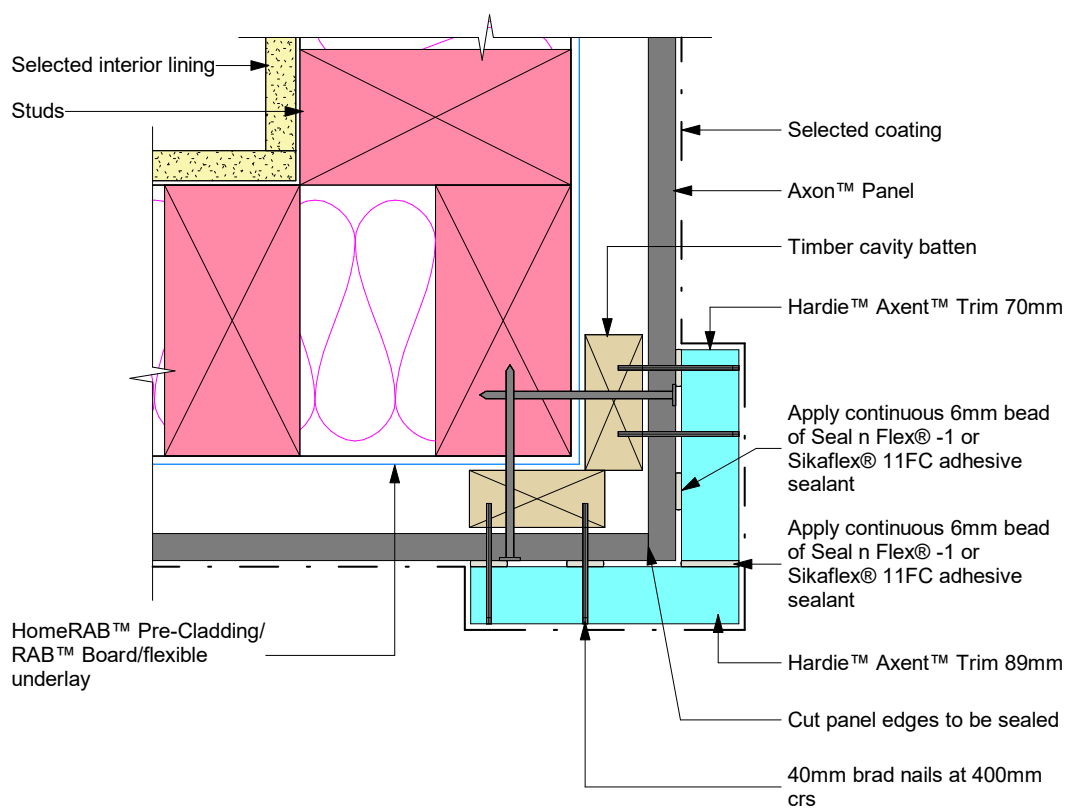 Selected interior lining
Studs
Selected coating
Axon™ Panel
Timber cavity batten
Hardie™ Axent™ Trim 70mm
Apply continuous 6mm bead
of Seal n Flex® -1 or
Sikaflex® 11FC adhesive
sealant
Apply continuous 6mm bead
of Seal n Flex® -1 or
Sikaflex® 11FC adhesive
sealant
HomeRAB™ Pre-Cladding/
RAB™ Board/flexible
underlay
Hardie™ Axent™ Trim 89mm
Cut panel edges to be sealed
40mm brad nails at 400mm
crs